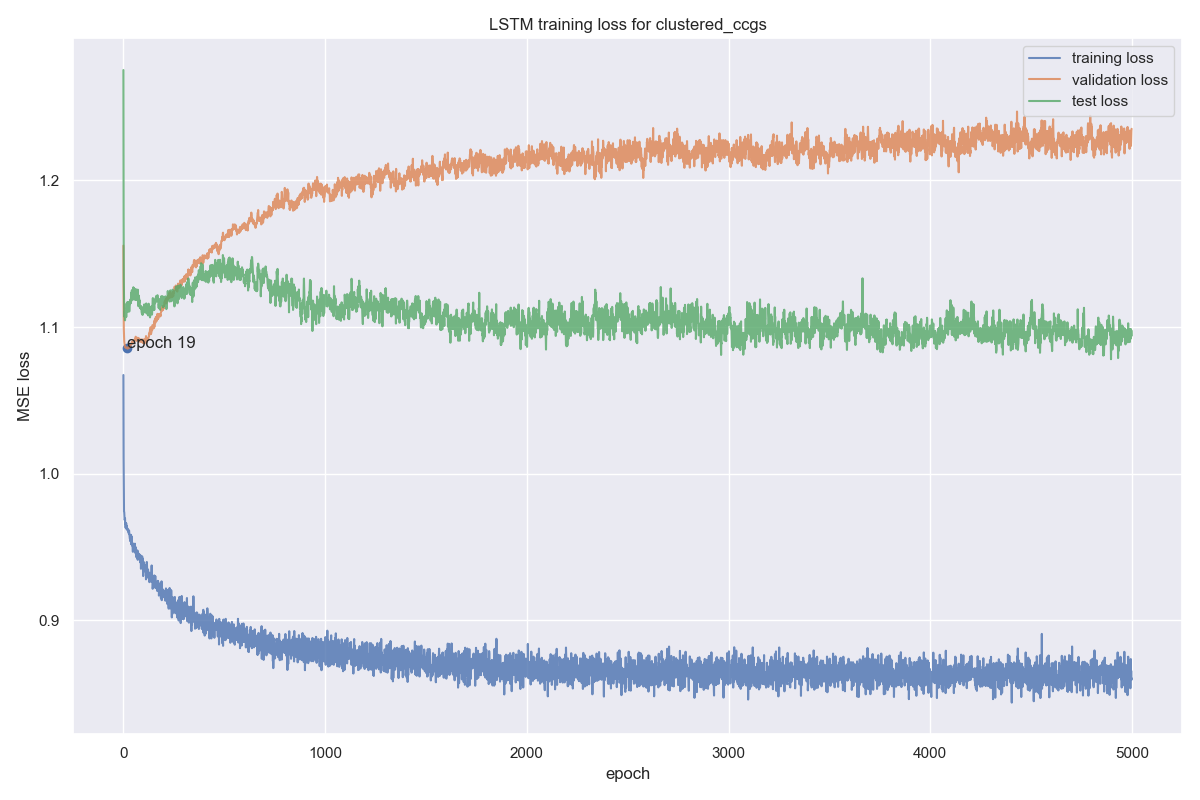 LSTM training loss for clustered_ccgs
training loss
validation loss
test loss
1.2
1.1
1.0
0.9
MSE loss
epoch 19
0
1000
2000
3000
4000
5000
epoch